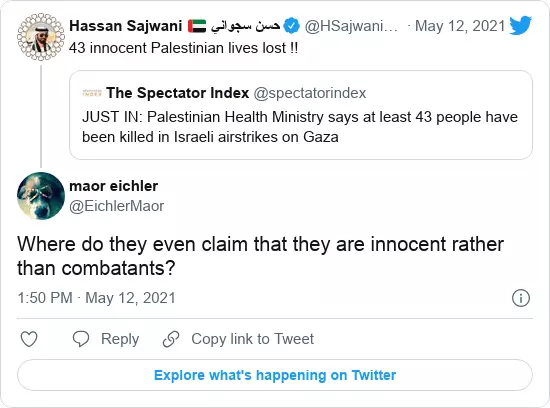 Hassan Sajwani 🇦🇪 حسن سجواني @HSajwani… · May 12, 2021
43 innocent Palestinian lives lost !!
The Spectator Index @spectatorindex
JUST IN: Palestinian Health Ministry says at least 43 people have
been killed in Israeli airstrikes on Gaza
maor eichler
@EichlerMaor
Where do they even claim that they are innocent rather
than combatants?
1:50 PM · May 12, 2021
Reply
Copy link to Tweet
Explore what's happening on Twitter